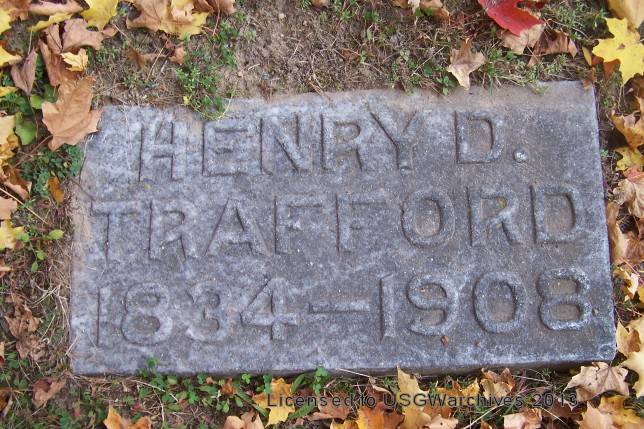 HENRY D.
TRAFFORD
1834–1908
Licensed to USGWarchives 2013